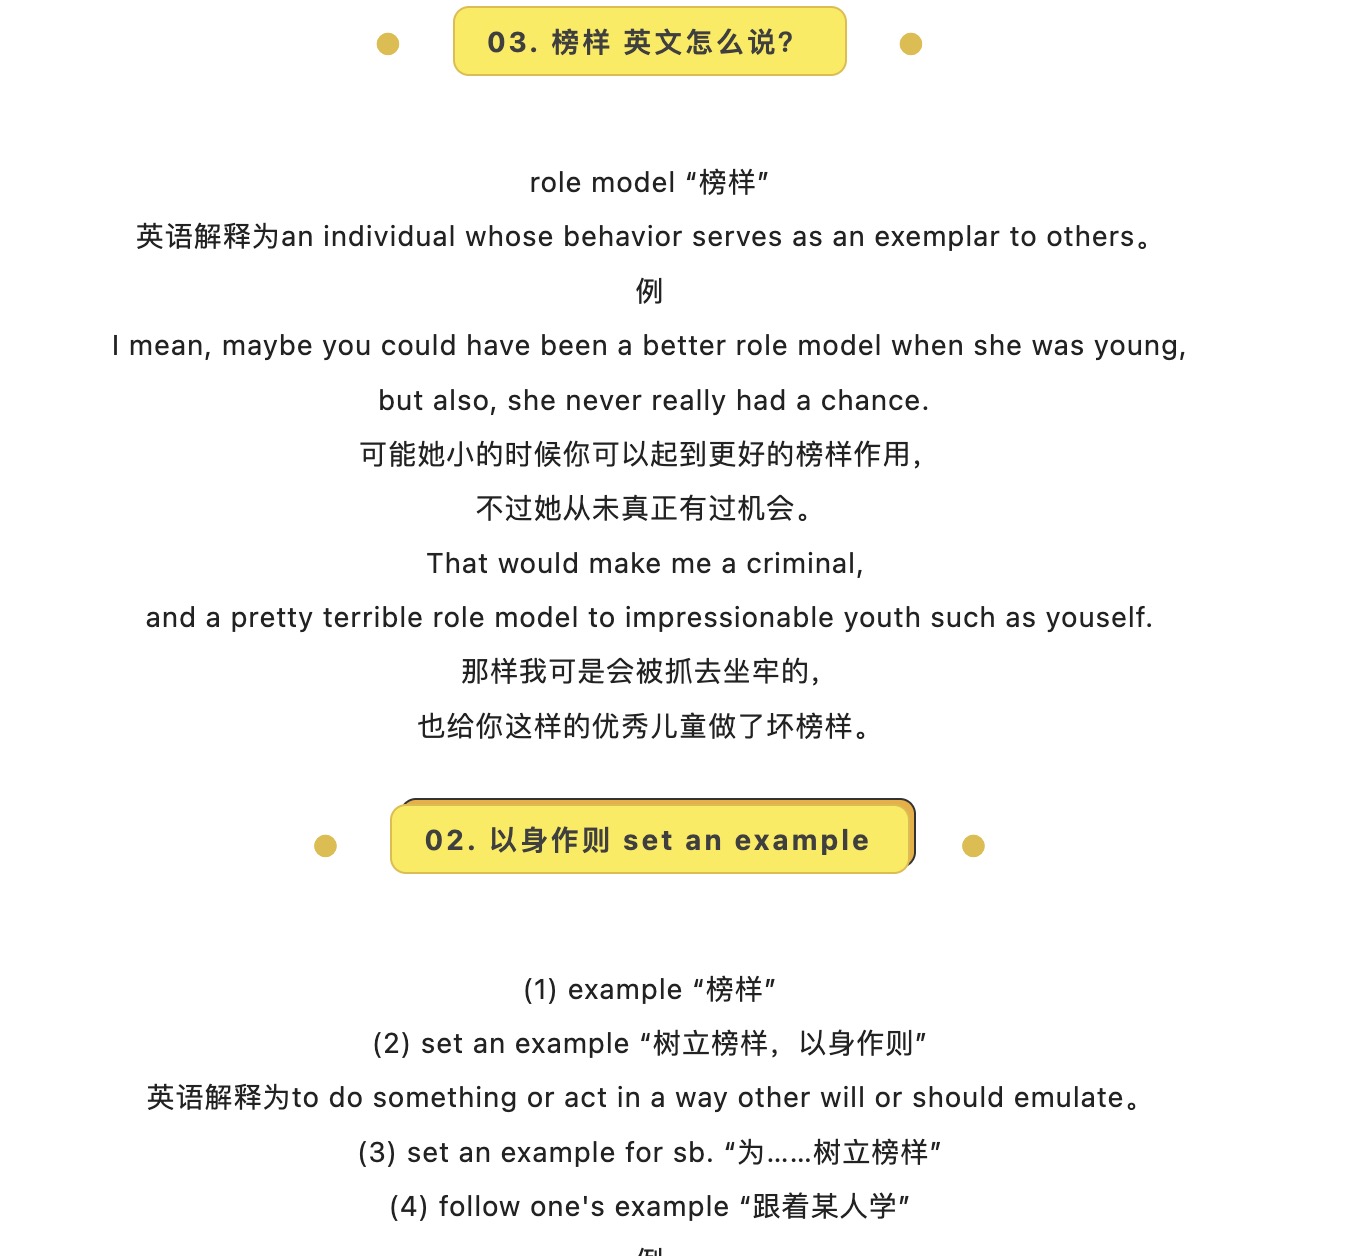 03. 榜样 英文怎么说?
role model “榜样”
英语解释为an individual whose behavior serves as an exemplar to others。
例
I mean, maybe you could have been a better role model when she was young,
but also, she never really had a chance.
可能她小的时候你可以起到更好的榜样作用，
不过她从未真正有过机会。
That would make me a criminal,
and a pretty terrible role model to impressionable youth such as youself.
那样我可是会被抓去坐牢的，
也给你这样的优秀儿童做了坏榜样。
02. 以身作则 set an example
(1) example “榜样”
(2) set an example “树立榜样，以身作则”
英语解释为to do something or act in a way other will or should emulate。
(3) set an example for sb. “为……树立榜样”
(4) follow one's example “跟着某人学”
例